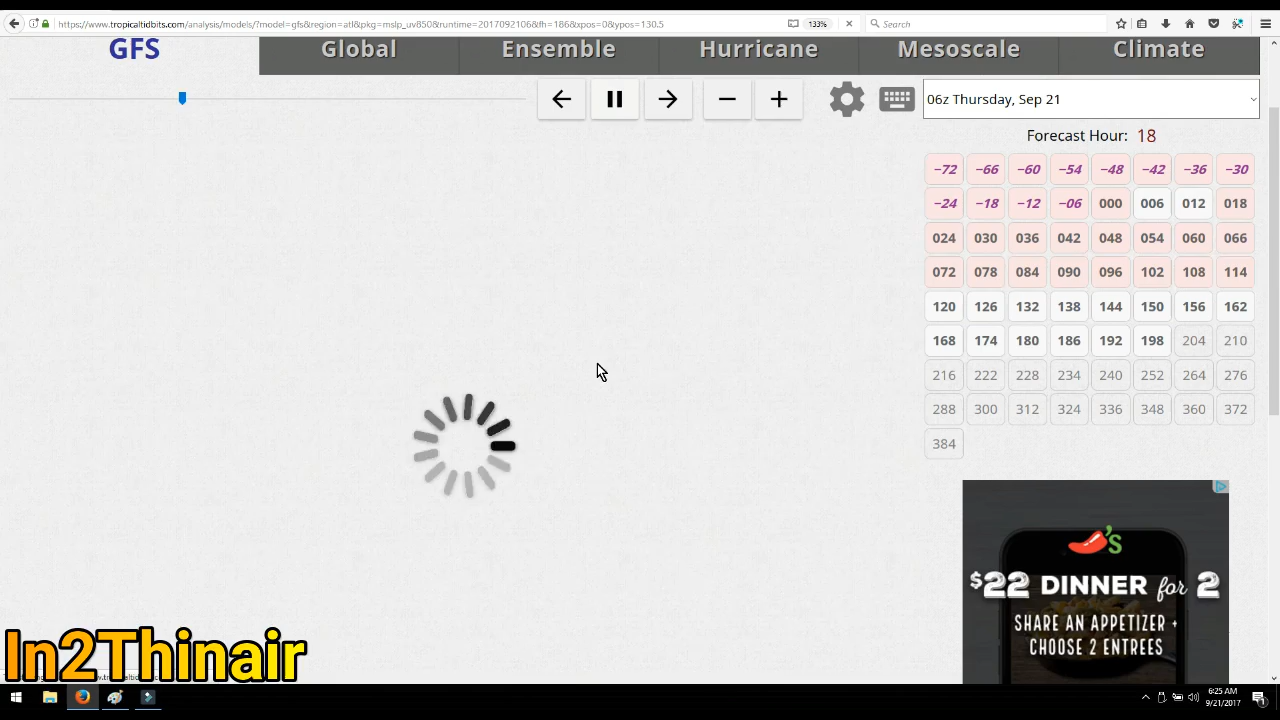 https://www.tropicaltidbits.com/analysis/models/?model=gfs&region=atl&pkg=mslp_uv850&runtime=2017092106&fh=186&xpos=0&ypos=130.5
133%
Search
GFS
Global
Ensemble
Hurricane
Mesoscale
Climate
06z Thursday, Sep 21
Forecast Hour: 18
−72 −66 −60 −54 −48 −42 −36 −30
−24 −18 −12 −06 000 006 012 018
024 030 036 042 048 054 060 066
072 078 084 090 096 102 108 114
120 126 132 138 144 150 156 162
168 174 180 186 192 198 204 210
216 222 228 234 240 252 264 276
288 300 312 324 336 348 360 372
384
'S
$22 DINNER for 2
SHARE AN APPETIZER +
CHOOSE 2 ENTREES
In2Thinair
6:25 AM
9/21/2017